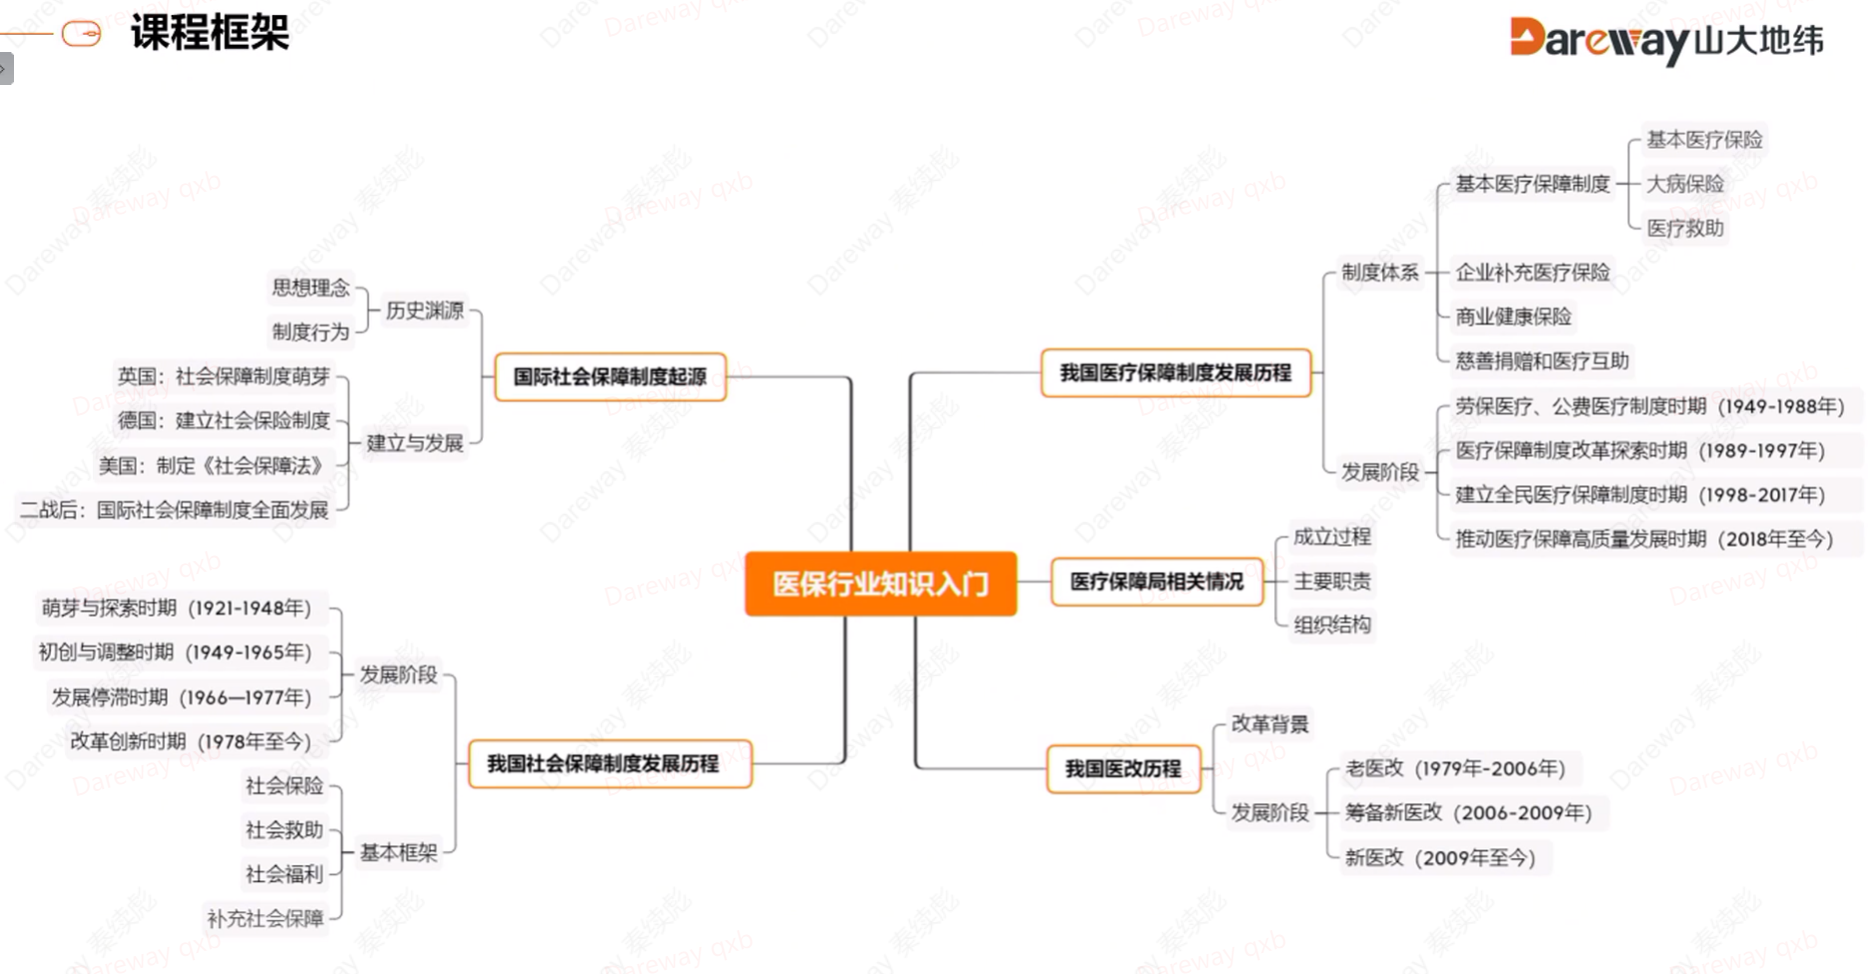 课程框架
Dareway山大地纬
国际社会保障制度起源
历史渊源
思想理念
制度行为
建立与发展
英国：社会保障制度萌芽
德国：建立社会保险制度
美国：制定《社会保障法》
二战后：国际社会保障制度全面发展
我国社会保障制度发展历程
发展阶段
萌芽与探索时期（1921-1948年）
初创与调整时期（1949-1965年）
发展停滞时期（1966—1977年）
改革创新时期（1978年至今）
基本框架
社会保险
社会救助
社会福利
补充社会保障
医保行业知识入门
我国医疗保障制度发展历程
制度体系
基本医疗保障制度
基本医疗保险
大病保险
医疗救助
企业补充医疗保险
商业健康保险
慈善捐赠和医疗互助
发展阶段
劳保医疗、公费医疗制度时期（1949-1988年）
医疗保障制度改革探索时期（1989-1997年）
建立全民医疗保障制度时期（1998-2017年）
推动医疗保障高质量发展时期（2018年至今）
医疗保障局相关情况
成立过程
主要职责
组织结构
我国医改历程
改革背景
发展阶段
老医改（1979年-2006年）
筹备新医改（2006-2009年）
新医改（2009年至今）
Dareway 秦续彪
Dareway qxb